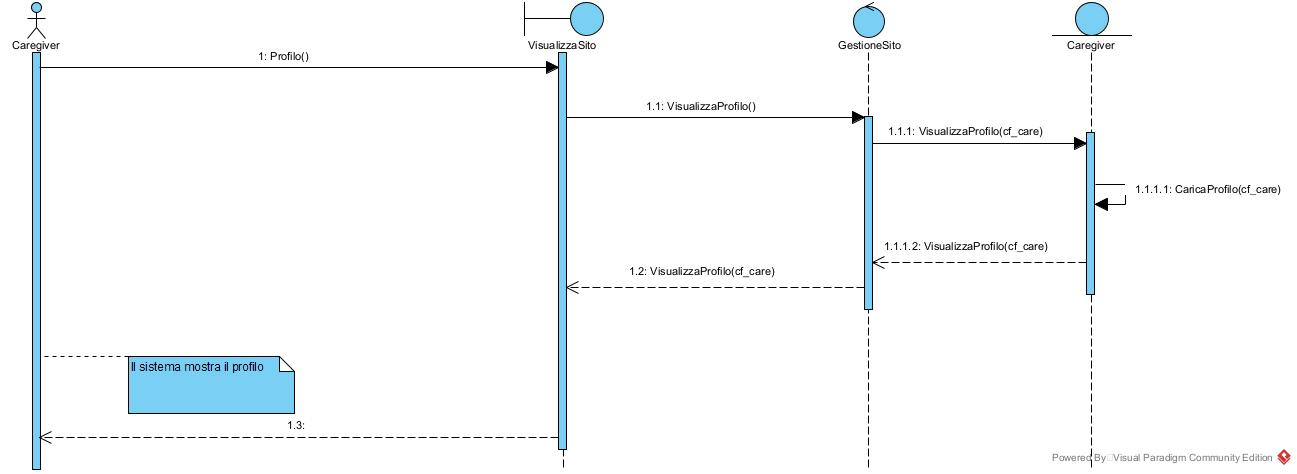 Caregiver
VisualizzaSito
GestioneSito
Caregiver
1: Profilo()
1.1: VisualizzaProfilo()
1.1.1: VisualizzaProfilo(cf_care)
1.1.1.1: CaricaProfilo(cf_care)
1.1.1.2: VisualizzaProfilo(cf_care)
1.2: VisualizzaProfilo(cf_care)
Il sistema mostra il profilo
1.3:
Powered By Visual Paradigm Community Edition